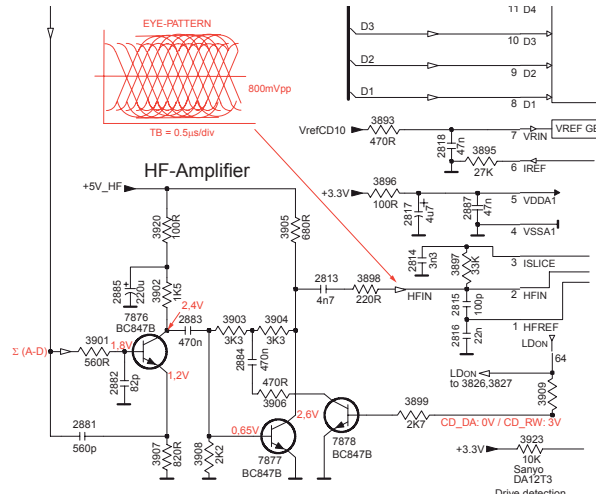 EYE-PATTERN
800mVpp
TB = 0.5µs/div
11 D4
D3
10 D3
D2
9 D2
D1
8 D1
VrefCD10
3893
470R
2818
47n
7 VRIN
VREF GE
3895
27K
6 IREF
HF-Amplifier
+5V_HF
+3.3V
3896
100R
2817
4u7
2887
47n
5 VDDA1
4 VSSA1
3920
100R
3905
680R
2885
220u
3902
1K5
2814
3n3
3897
33K
3 ISLICE
2813
4n7
3898
220R
HFIN
2815
100p
2 HFIN
2816
22n
1 HFREF
7876
BC847B
2,4V
2883
470n
3903
3K3
3904
3K3
Σ (A-D)
3901
560R
1,8V
2882
82p
1,2V
2884
470n
470R
3906
LDON
64
LDON
to 3826,3827
3909
2881
560p
3907
820R
3908
2K2
0,65V
7877
BC847B
2,6V
7878
BC847B
3899
2K7
CD_DA: 0V / CD_RW: 3V
+3.3V
3923
10K
Sanyo
DA12T3
Drive detection